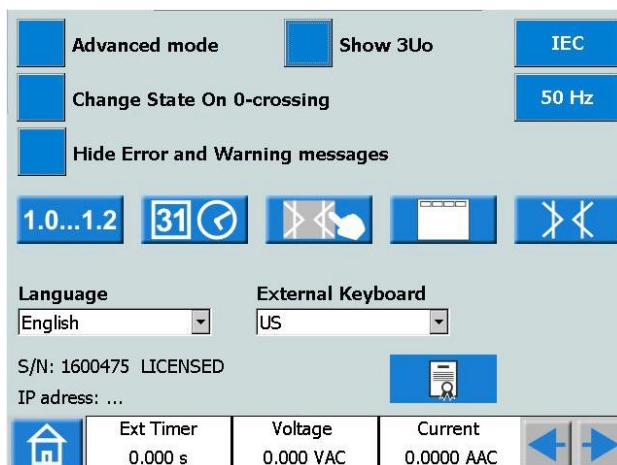 Advanced mode Show 3Uo IEC
Change State On 0-crossing 50 Hz
Hide Error and Warning messages
1.0...1.2 31
Language External Keyboard
English US
S/N: 1600475 LICENSED
IP adress: ...
Ext Timer Voltage Current
0.000 s 0.000 VAC 0.0000 AAC